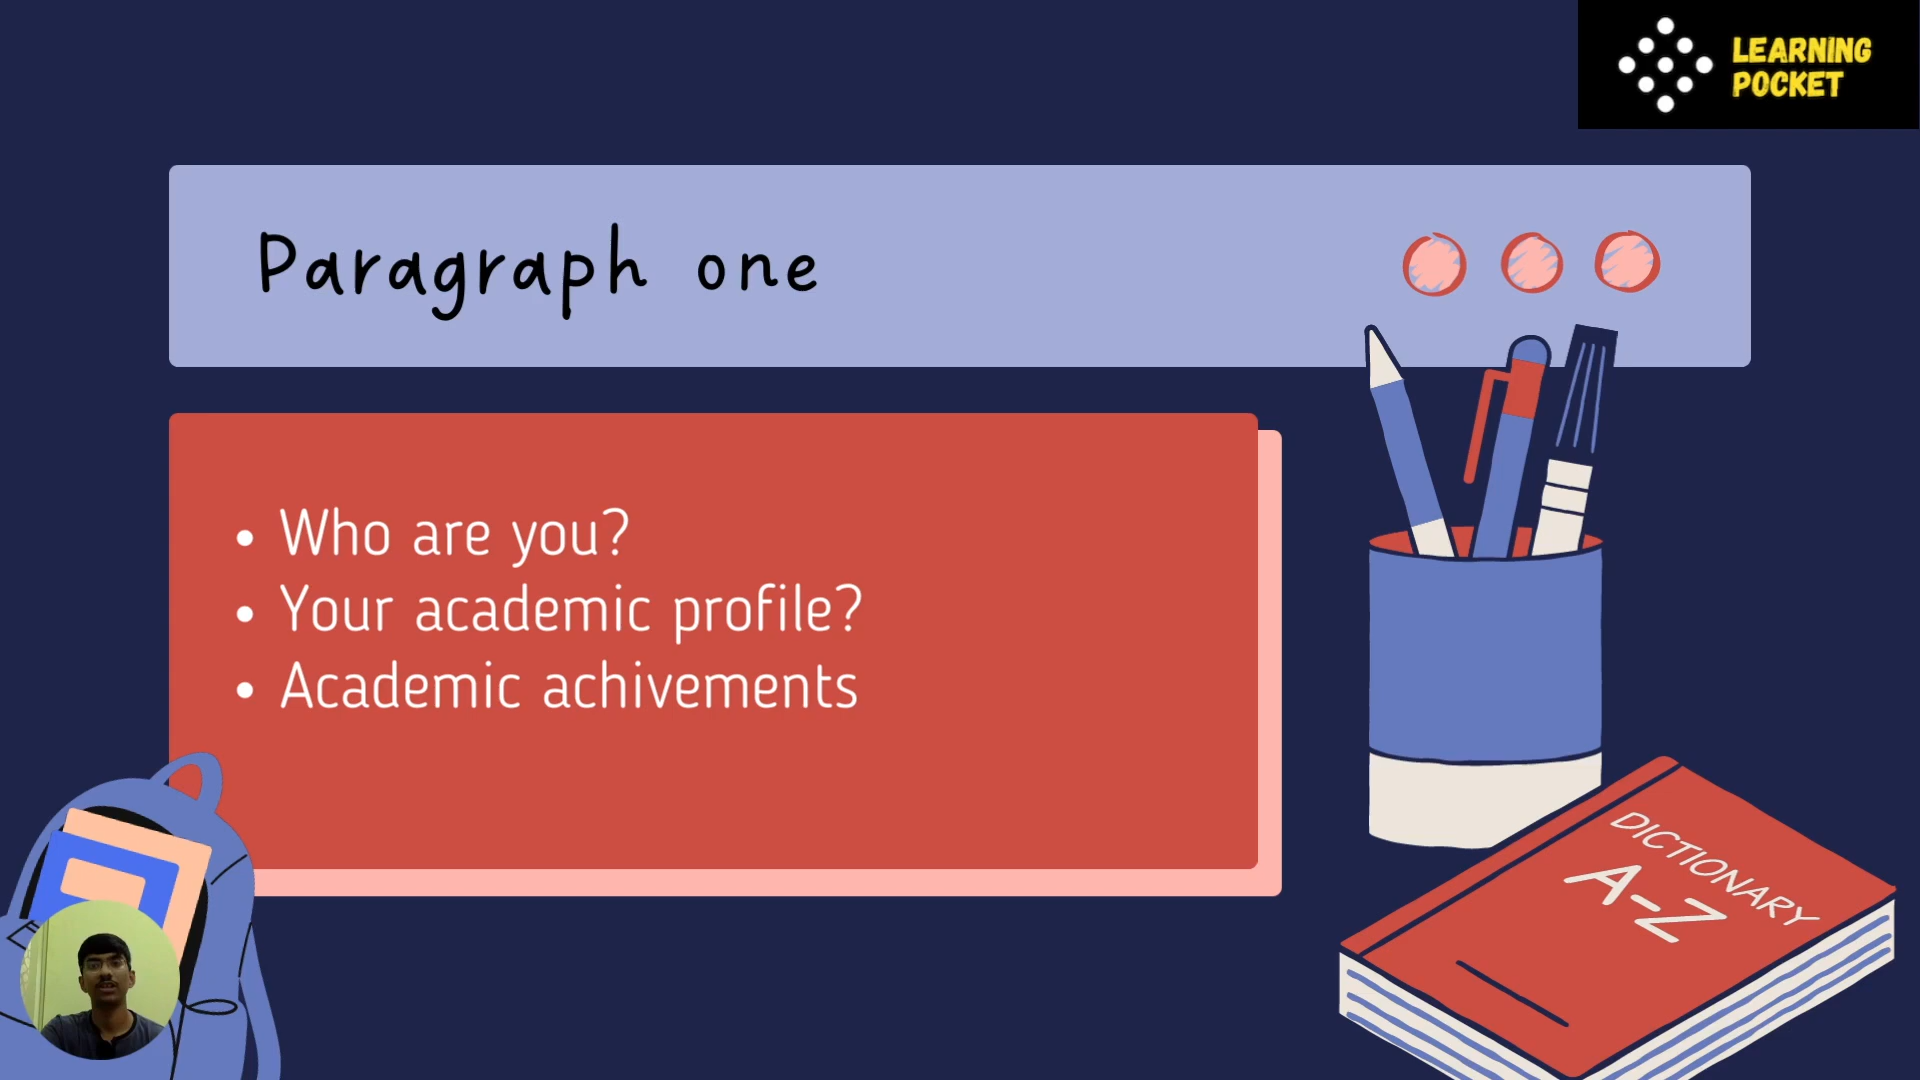 LEARNING
POCKET
Paragraph one
Who are you?
Your academic profile?
Academic achivements
DICTIONARY
A-Z